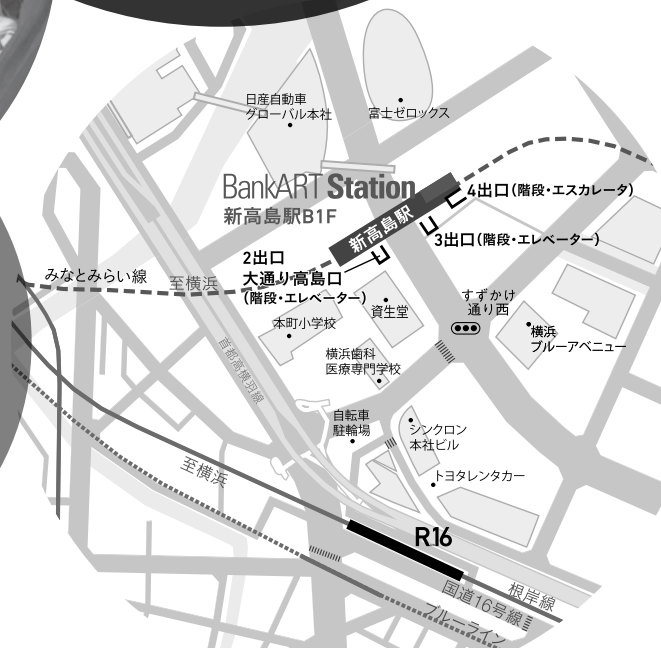 日産自動車
グローバル本社
富士ゼロックス
BankART Station
新高島駅B1F
新高島駅
4出口(階段・エスカレータ)
3出口(階段・エレベーター)
2出口
大通り高島口
(階段・エレベーター)
みなとみらい線
至横浜
すずかけ
通り西
資生堂
本町小学校
横浜
ブルーアベニュー
横浜歯科
医療専門学校
首都高横羽線
自転車
駐輪場
シンクロン
本社ビル
トヨタレンタカー
至横浜
R16
根岸線
国道16号線
ブルーライン